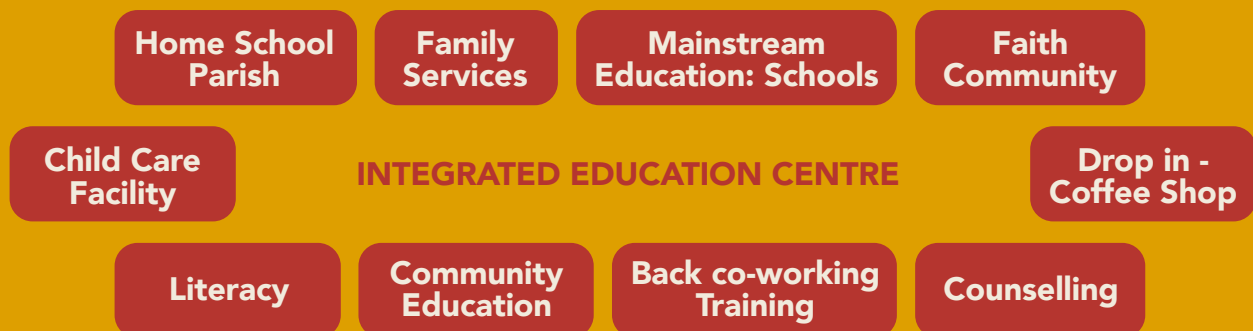 Home School
Parish
Family
Services
Mainstream
Education: Schools
Faith
Community
Child Care
Facility
INTEGRATED EDUCATION CENTRE
Drop in -
Coffee Shop
Literacy
Community
Education
Back co-working
Training
Counselling